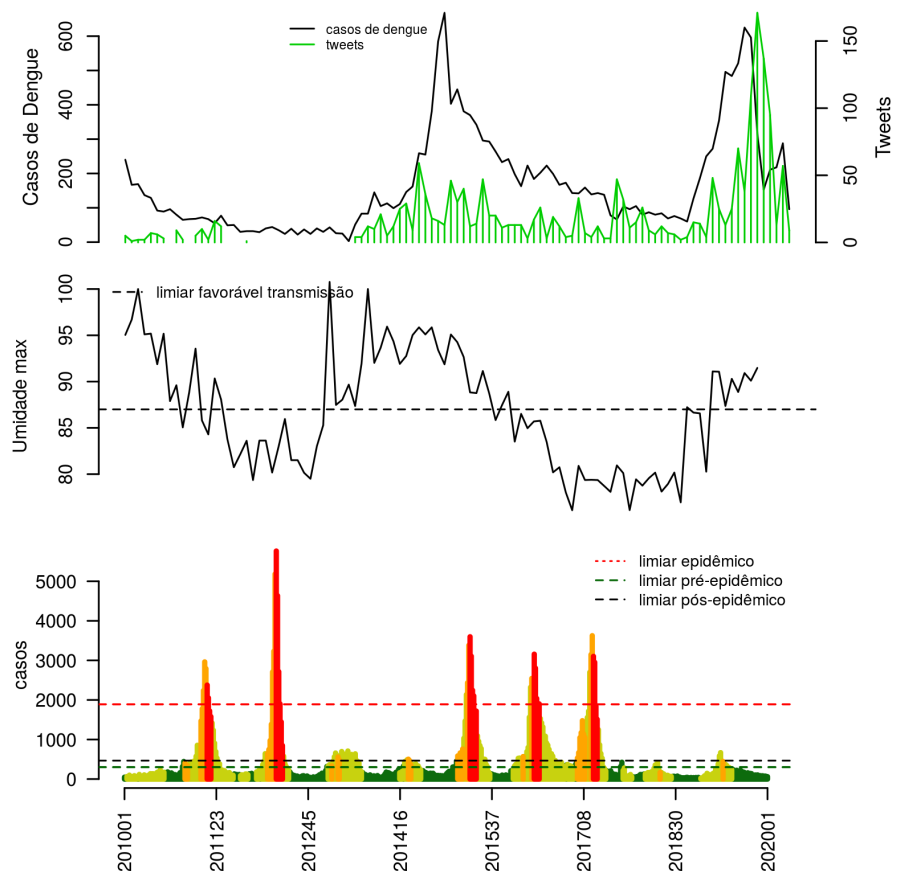 casos de dengue
tweets
Casos de Dengue
0
200
400
600
Tweets
0
50
100
150
limiar favorável transmissão
Umidade max
80
85
90
95
100
limiar epidêmico
limiar pré-epidêmico
limiar pós-epidêmico
casos
0
1000
2000
3000
4000
5000
201001
201123
201245
201416
201537
201708
201830
202001